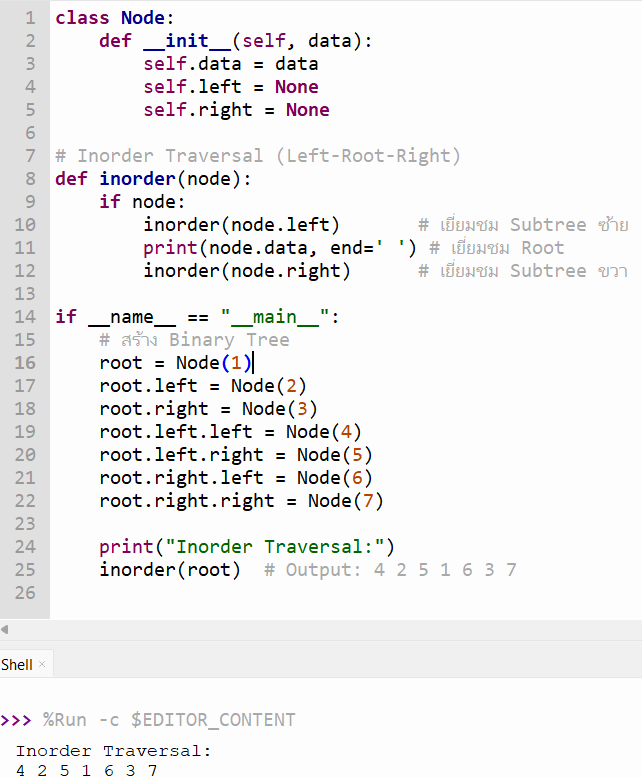 1 class Node:
2     def __init__(self, data):
3         self.data = data
4         self.left = None
5         self.right = None
6
7 # Inorder Traversal (Left-Root-Right)
8 def inorder(node):
9     if node:
10         inorder(node.left)       # เยี่ยมชม Subtree ซ้าย
11         print(node.data, end=' ') # เยี่ยมชม Root
12         inorder(node.right)      # เยี่ยมชม Subtree ขวา
13
14 if __name__ == "__main__":
15     # สร้าง Binary Tree
16     root = Node(1)
17     root.left = Node(2)
18     root.right = Node(3)
19     root.left.left = Node(4)
20     root.left.right = Node(5)
21     root.right.left = Node(6)
22     root.right.right = Node(7)
23
24     print("Inorder Traversal:")
25     inorder(root)  # Output: 4 2 5 1 6 3 7
26
Shell ×
>>> %Run -c $EDITOR_CONTENT
Inorder Traversal:
4 2 5 1 6 3 7